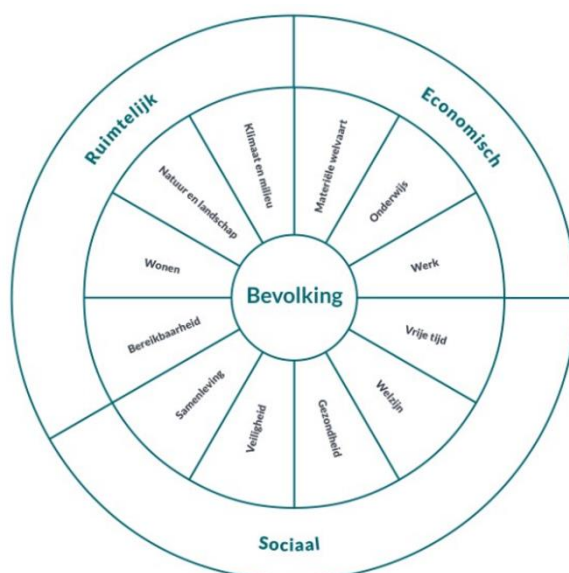 Ruimtelijk
Economisch
Klimaat en milieu
Materiële welvaart
Natuur en landschap
Onderwijs
Wonen
Bevolking
Werk
Bereikbaarheid
Vrije tijd
Samenleving
Welzijn
Veiligheid
Gezondheid
Sociaal